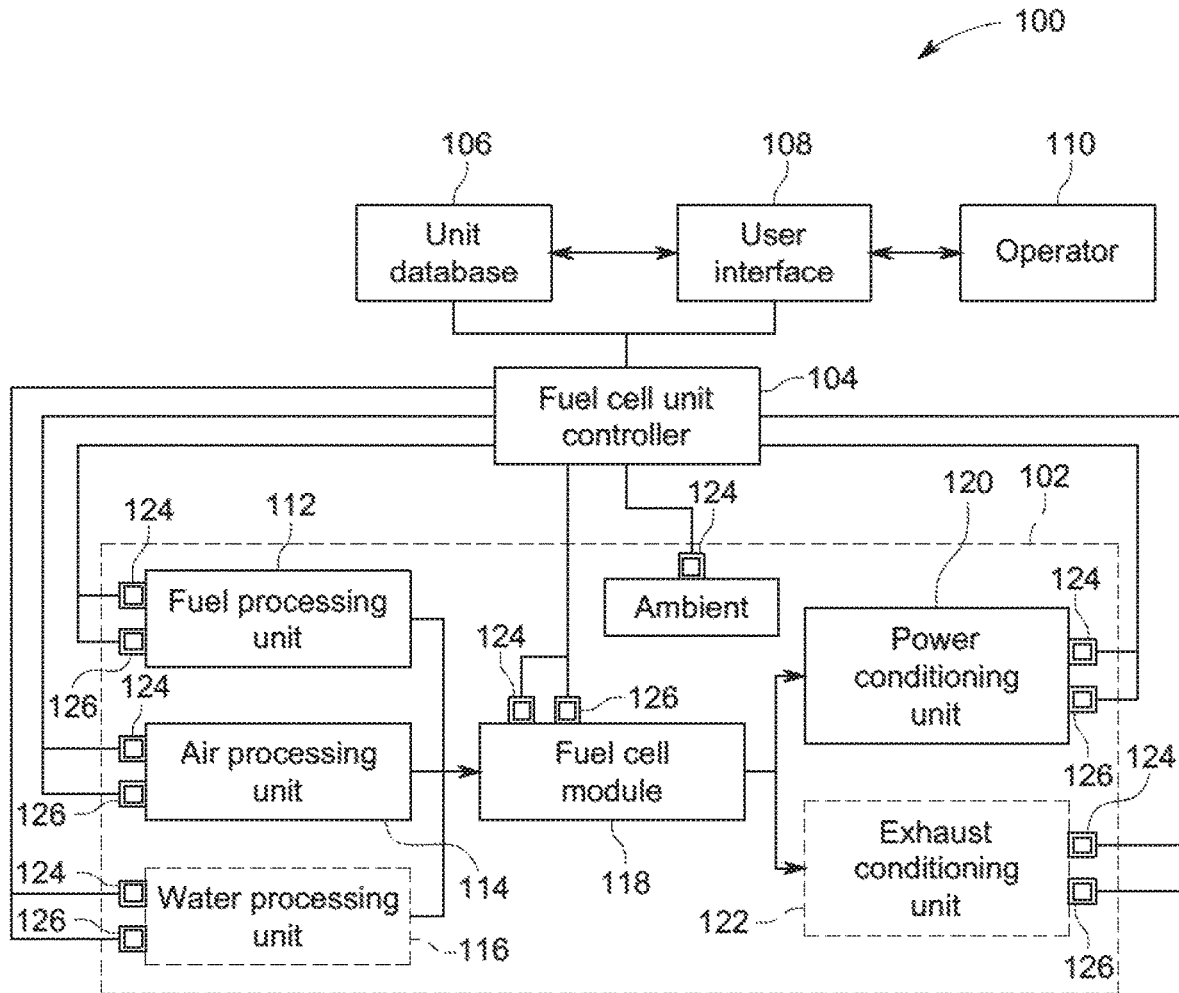 100
106
108
110
Unit
database
User
interface
Operator
Fuel cell unit
controller
104
124
112
124
120
102
Fuel processing
unit
Ambient
124
126
124
124
126
Power
conditioning
unit
Air processing
unit
Fuel cell
module
126
126
124
124
114
118
Exhaust
conditioning
unit
126
Water processing
unit
116
122
126